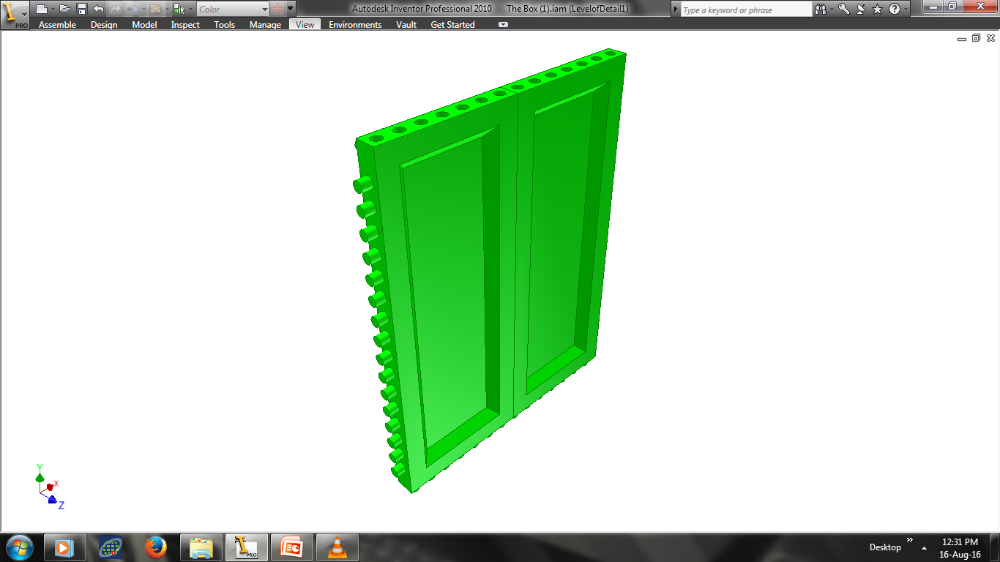 Color
Autodesk Inventor Professional 2010 The Box (1).iam (LevelofDetail1)
Type a keyword or phrase
PRO
Assemble Design Model Inspect Tools Manage View Environments Vault Get Started
Y
X
Z
PRO
Desktop
12:31 PM
16-Aug-16